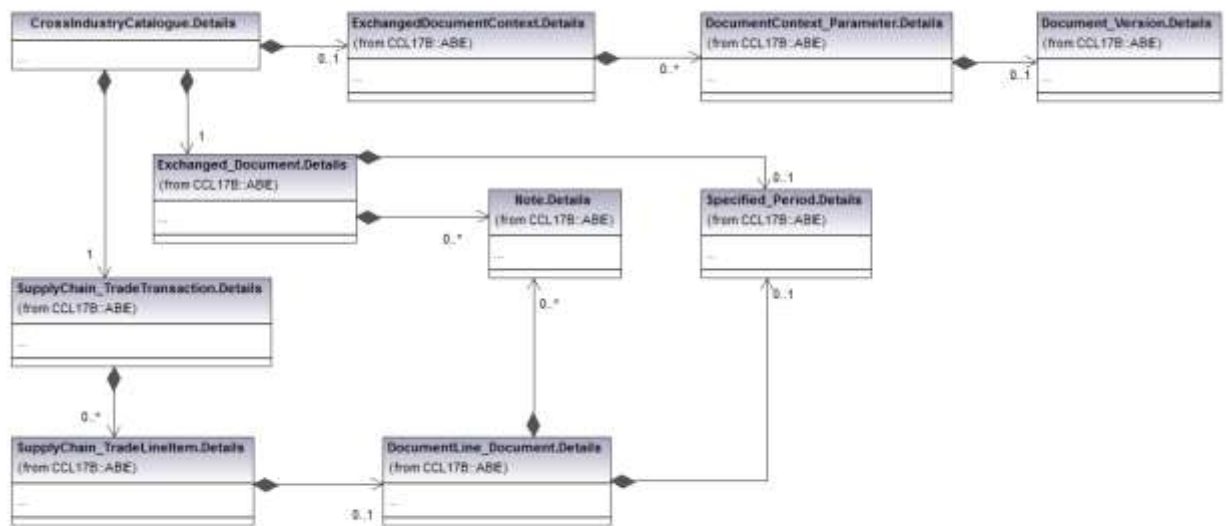 CrossIndustryCatalogue.Details
...
ExchangedDocumentContext.Details
(from CCL17B::ABIE)
...
DocumentContext_Parameter.Details
(from CCL17B::ABIE)
...
Document_Version.Details
(from CCL17B::ABIE)
...
0..1
0..*
0..1
1
Exchanged_Document.Details
(from CCL17B::ABIE)
...
0..1
0..*
Note.Details
(from CCL17B::ABIE)
...
Specified_Period.Details
(from CCL17B::ABIE)
...
1
SupplyChain_TradeTransaction.Details
(from CCL17B::ABIE)
...
0..*
0..1
0..*
SupplyChain_TradeLineItem.Details
(from CCL17B::ABIE)
...
0..1
DocumentLine_Document.Details
(from CCL17B::ABIE)
...